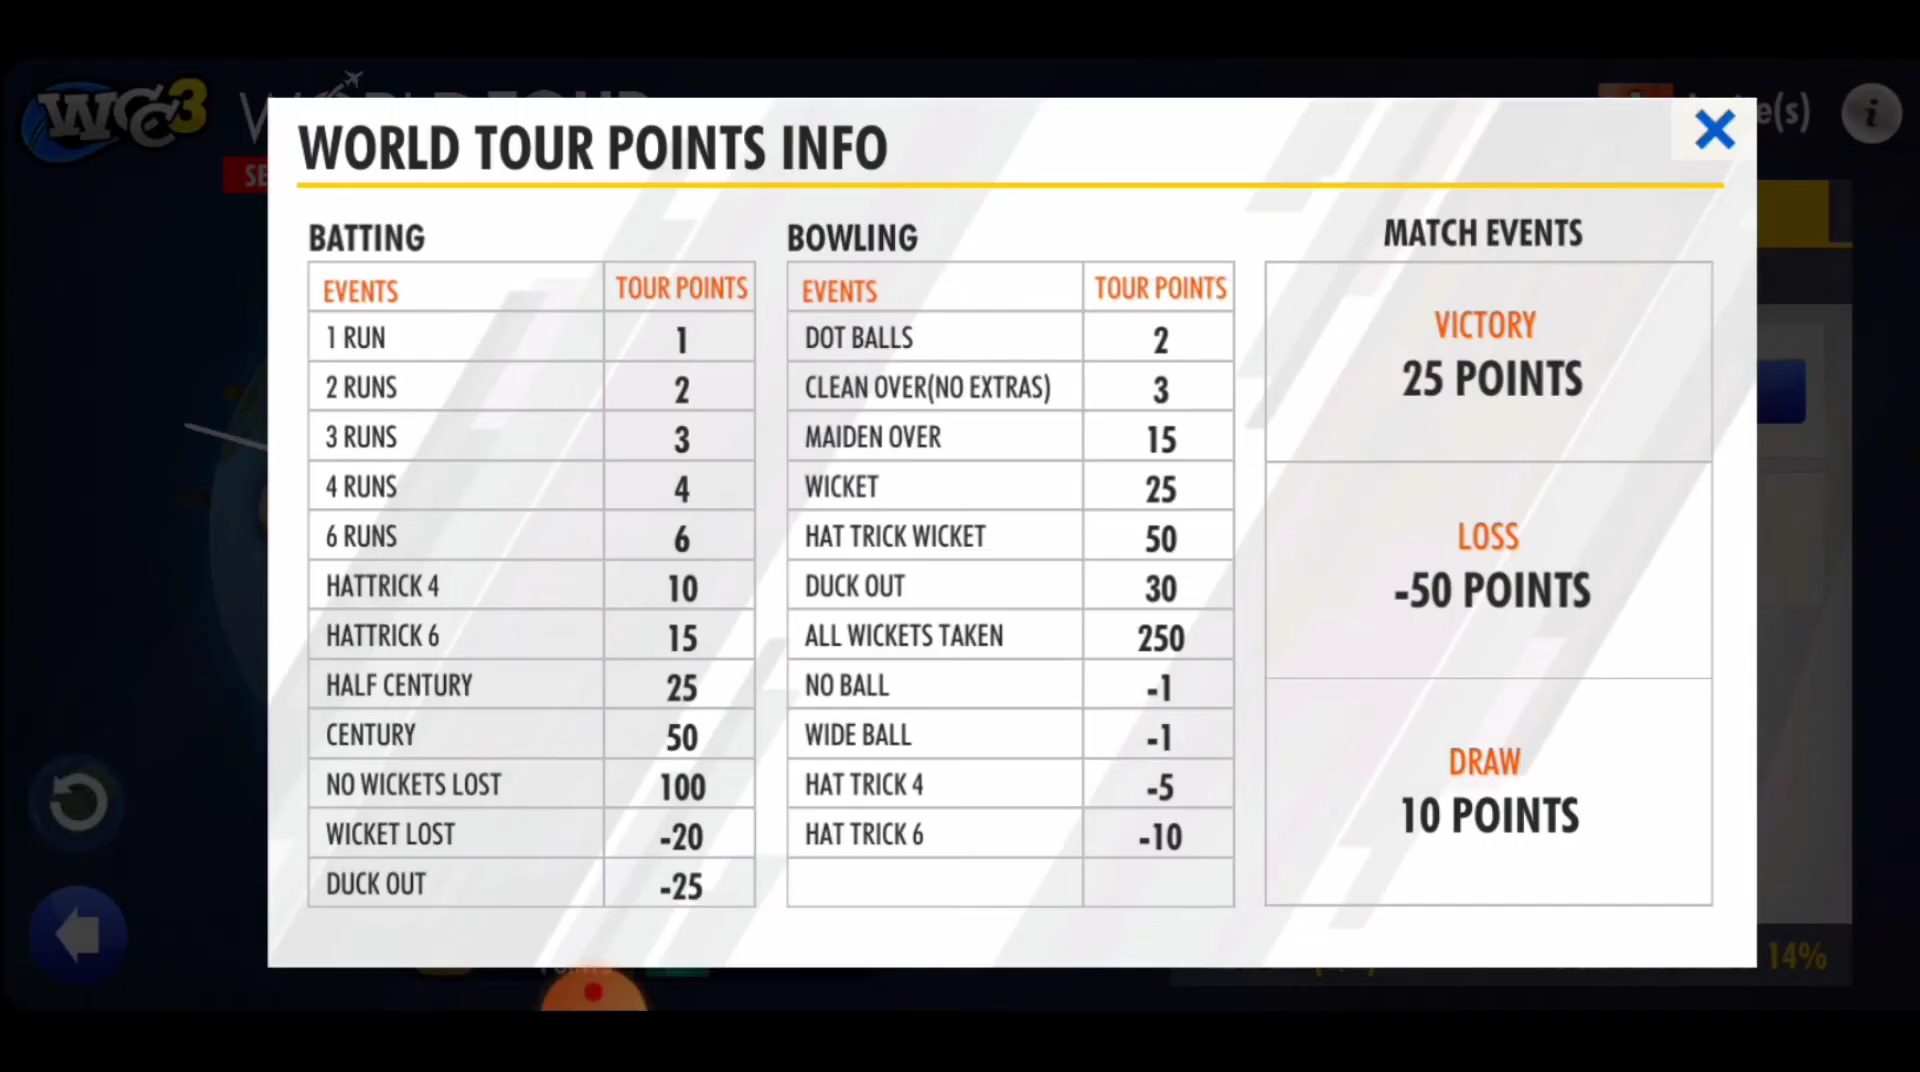 WCC3
WORLD TOUR
e(s)
i
SE
WORLD TOUR POINTS INFO
BATTING
EVENTS TOUR POINTS
1 RUN 1
2 RUNS 2
3 RUNS 3
4 RUNS 4
6 RUNS 6
HATTRICK 4 10
HATTRICK 6 15
HALF CENTURY 25
CENTURY 50
NO WICKETS LOST 100
WICKET LOST -20
DUCK OUT -25
BOWLING
EVENTS TOUR POINTS
DOT BALLS 2
CLEAN OVER(NO EXTRAS) 3
MAIDEN OVER 15
WICKET 25
HAT TRICK WICKET 50
DUCK OUT 30
ALL WICKETS TAKEN 250
NO BALL -1
WIDE BALL -1
HAT TRICK 4 -5
HAT TRICK 6 -10
MATCH EVENTS
VICTORY
25 POINTS
LOSS
-50 POINTS
DRAW
10 POINTS
14%